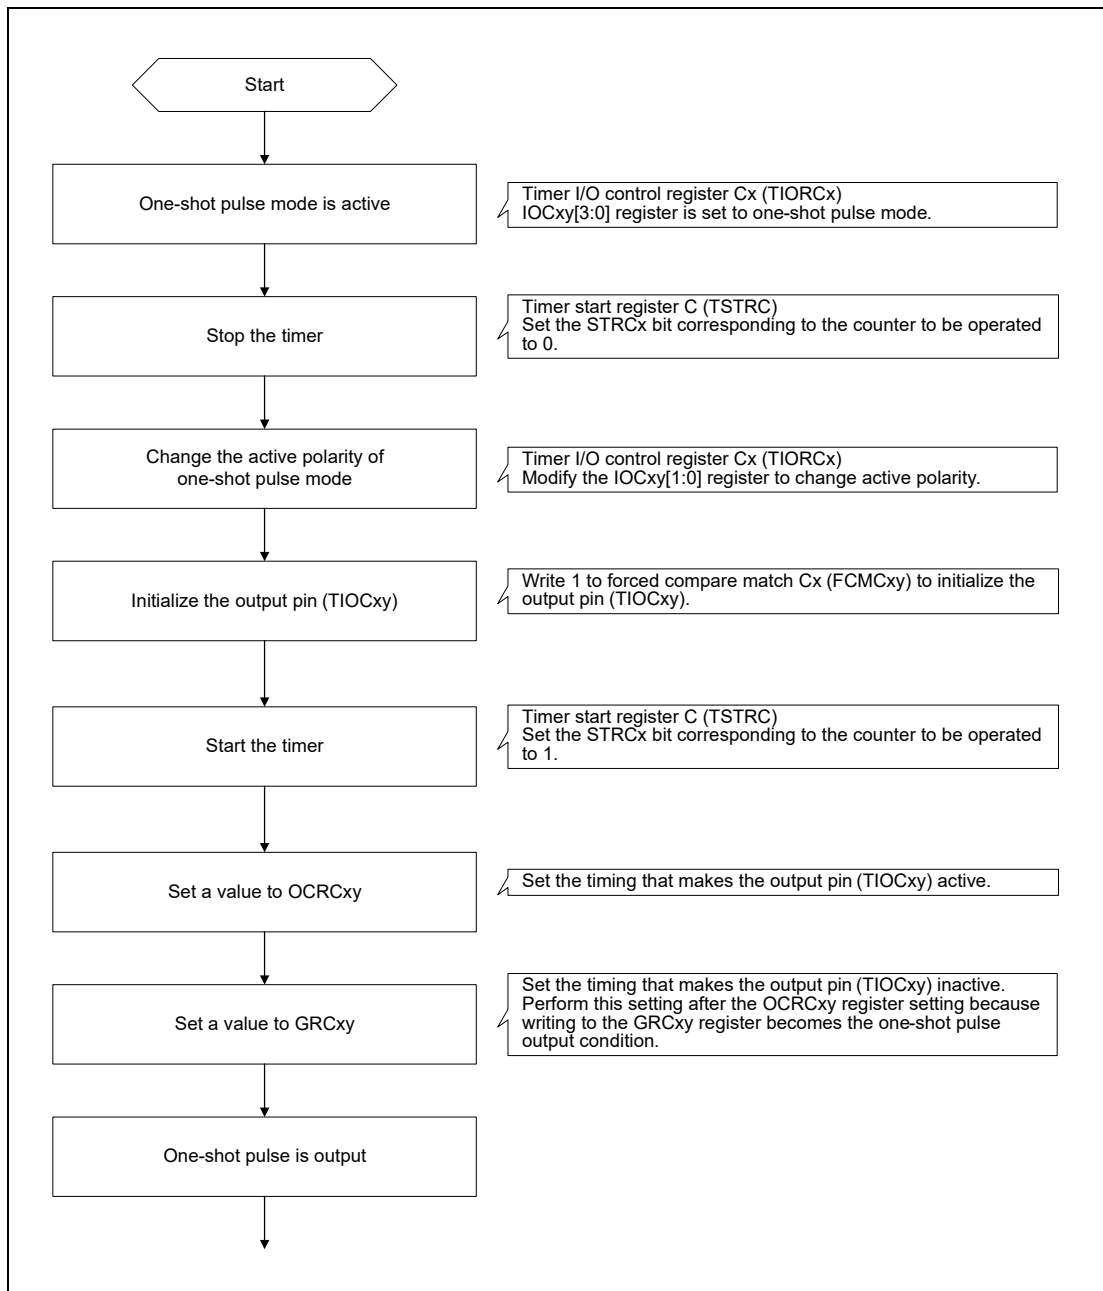 Start
One-shot pulse mode is active
Timer I/O control register Cx (TIORCx)
IOCxy[3:0] register is set to one-shot pulse mode.
Stop the timer
Timer start register C (TSTRC)
Set the STRCx bit corresponding to the counter to be operated
to 0.
Change the active polarity of
one-shot pulse mode
Timer I/O control register Cx (TIORCx)
Modify the IOCxy[1:0] register to change active polarity.
Initialize the output pin (TIOCxy)
Write 1 to forced compare match Cx (FCMCxy) to initialize the
output pin (TIOCxy).
Start the timer
Timer start register C (TSTRC)
Set the STRCx bit corresponding to the counter to be operated
to 1.
Set a value to OCRCxy
Set the timing that makes the output pin (TIOCxy) active.
Set a value to GRCxy
Set the timing that makes the output pin (TIOCxy) inactive.
Perform this setting after the OCRCxy register setting because
writing to the GRCxy register becomes the one-shot pulse
output condition.
One-shot pulse is output